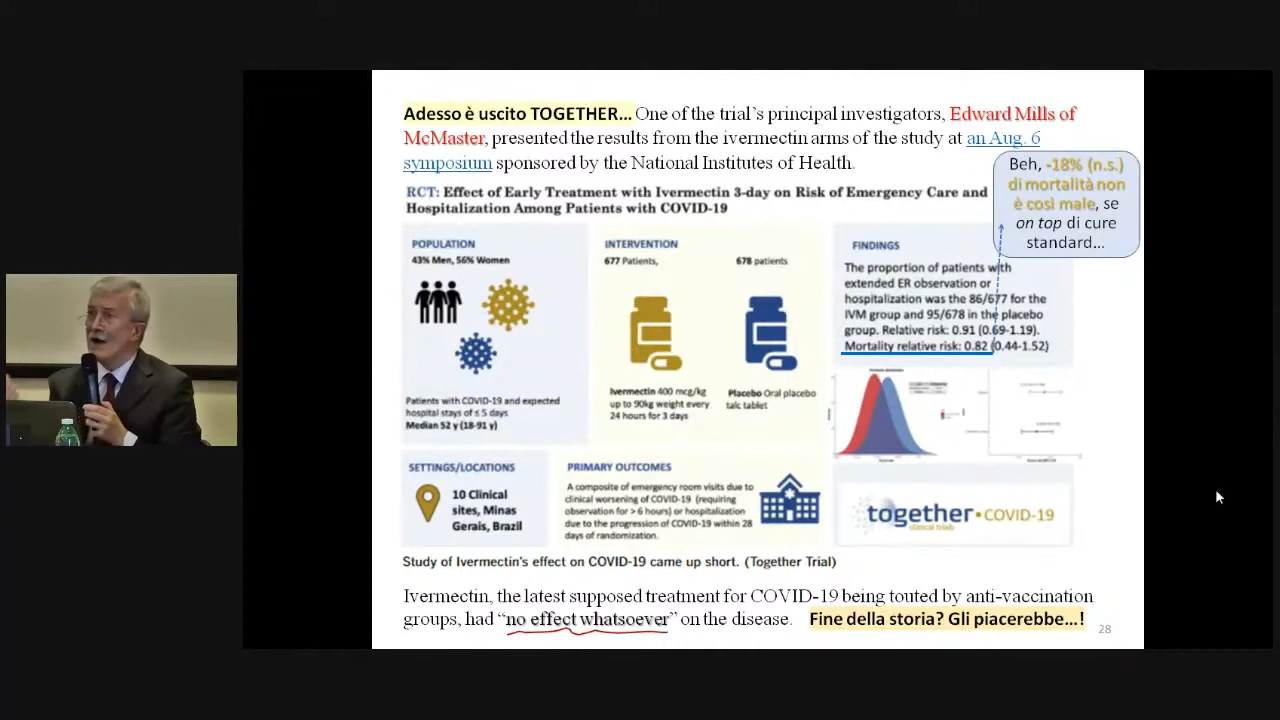 Adesso è uscito TOGETHER... One of the trial's principal investigators, Edward Mills of
McMaster, presented the results from the ivermectin arms of the study at an Aug. 6
symposium sponsored by the National Institutes of Health.
Beh, -18% (n.s.)
di mortalità non
è così male, se
on top di cure
standard...
RCT: Effect of Early Treatment with Ivermectin 3-day on Risk of Emergency Care and
Hospitalization Among Patients with COVID-19
POPULATION
43% Men, 56% Women
Patients with COVID-19 and expected
hospital stays of ≤ 5 days
Median 52 y (18-91 y)
INTERVENTION
677 Patients,
678 patients
Ivermectin 400 mcg/kg
up to 90kg weight every
24 hours for 3 days
Placebo Oral placebo
talc tablet
FINDINGS
The proportion of patients with
extended ER observation or
hospitalization was the 86/677 for the
IVM group and 95/678 in the placebo
group. Relative risk: 0.91 (0.69-1.19).
Mortality relative risk: 0.82 (0.44-1.52)
SETTINGS/LOCATIONS
10 Clinical
sites, Minas
Gerais, Brazil
PRIMARY OUTCOMES
A composite of emergency room visits due to
clinical worsening of COVID-19 (requiring
observation for > 6 hours) or hospitalization
due to the progression of COVID-19 within 28
days of randomization.
together COVID-19
clinical trials
Study of Ivermectin's effect on COVID-19 came up short. (Together Trial)
Ivermectin, the latest supposed treatment for COVID-19 being touted by anti-vaccination
groups, had "no effect whatsoever" on the disease. Fine della storia? Gli piacerebbe...!
28